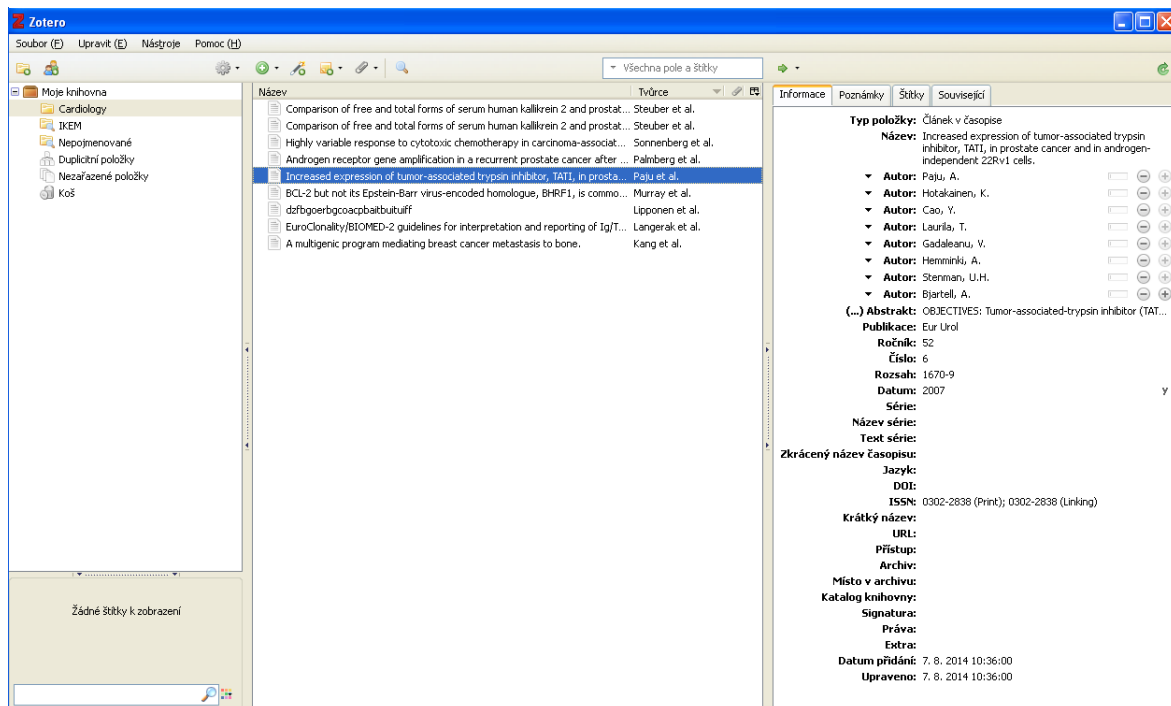 Zotero
Soubor (F) Upravit (E) Nástroje Pomoc (H)
Všechna pole a štítky
Moje knihovna
Cardiology
IKEM
Nepojmenované
Duplicitní položky
Nezařazené položky
Koš
Žádné štítky k zobrazení
Název Tvůrce
Comparison of free and total forms of serum human kallikrein 2 and prostat... Steuber et al.
Comparison of free and total forms of serum human kallikrein 2 and prostat... Steuber et al.
Highly variable response to cytotoxic chemotherapy in carcinoma-associat... Sonnenberg et al.
Androgen receptor gene amplification in a recurrent prostate cancer after ... Palmberg et al.
Increased expression of tumor-associated trypsin inhibitor, TATI, in prosta... Paju et al.
BCL-2 but not its Epstein-Barr virus-encoded homologue, BHRF1, is commo... Murray et al.
dzfbgoerbgcoacpbaitbuituiff Lipponen et al.
EuroClonality/BIOMED-2 guidelines for interpretation and reporting of Ig/T... Langerak et al.
A multigenic program mediating breast cancer metastasis to bone. Kang et al.
Informace Poznámky Štítky Související
Typ položky: Článek v časopise
Název: Increased expression of tumor-associated trypsin
inhibitor, TATI, in prostate cancer and in androgen-
independent 22Rv1 cells.
Autor: Paju, A.
Autor: Hotakainen, K.
Autor: Cao, Y.
Autor: Laurila, T.
Autor: Gadaleanu, V.
Autor: Hemminki, A.
Autor: Stenman, U.H.
Autor: Bjartell, A.
(...) Abstrakt: OBJECTIVES: Tumor-associated-trypsin inhibitor (TAT...
Publikace: Eur Urol
Ročník: 52
Číslo: 6
Rozsah: 1670-9
Datum: 2007 y
Série:
Název série:
Text série:
Zkrácený název časopisu:
Jazyk:
DOI:
ISSN: 0302-2838 (Print); 0302-2838 (Linking)
Krátký název:
URL:
Přístup:
Archiv:
Místo v archivu:
Katalog knihovny:
Signatura:
Práva:
Extra:
Datum přidání: 7. 8. 2014 10:36:00
Upraveno: 7. 8. 2014 10:36:00